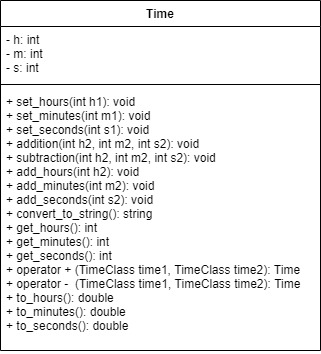 Time
- h: int
- m: int
- s: int
+ set_hours(int h1): void
+ set_minutes(int m1): void
+ set_seconds(int s1): void
+ addition(int h2, int m2, int s2): void
+ subtraction(int h2, int m2, int s2): void
+ add_hours(int h2): void
+ add_minutes(int m2): void
+ add_seconds(int s2): void
+ convert_to_string(): string
+ get_hours(): int
+ get_minutes(): int
+ get_seconds(): int
+ operator + (TimeClass time1, TimeClass time2): Time
+ operator -  (TimeClass time1, TimeClass time2): Time
+ to_hours(): double
+ to_minutes(): double
+ to_seconds(): double